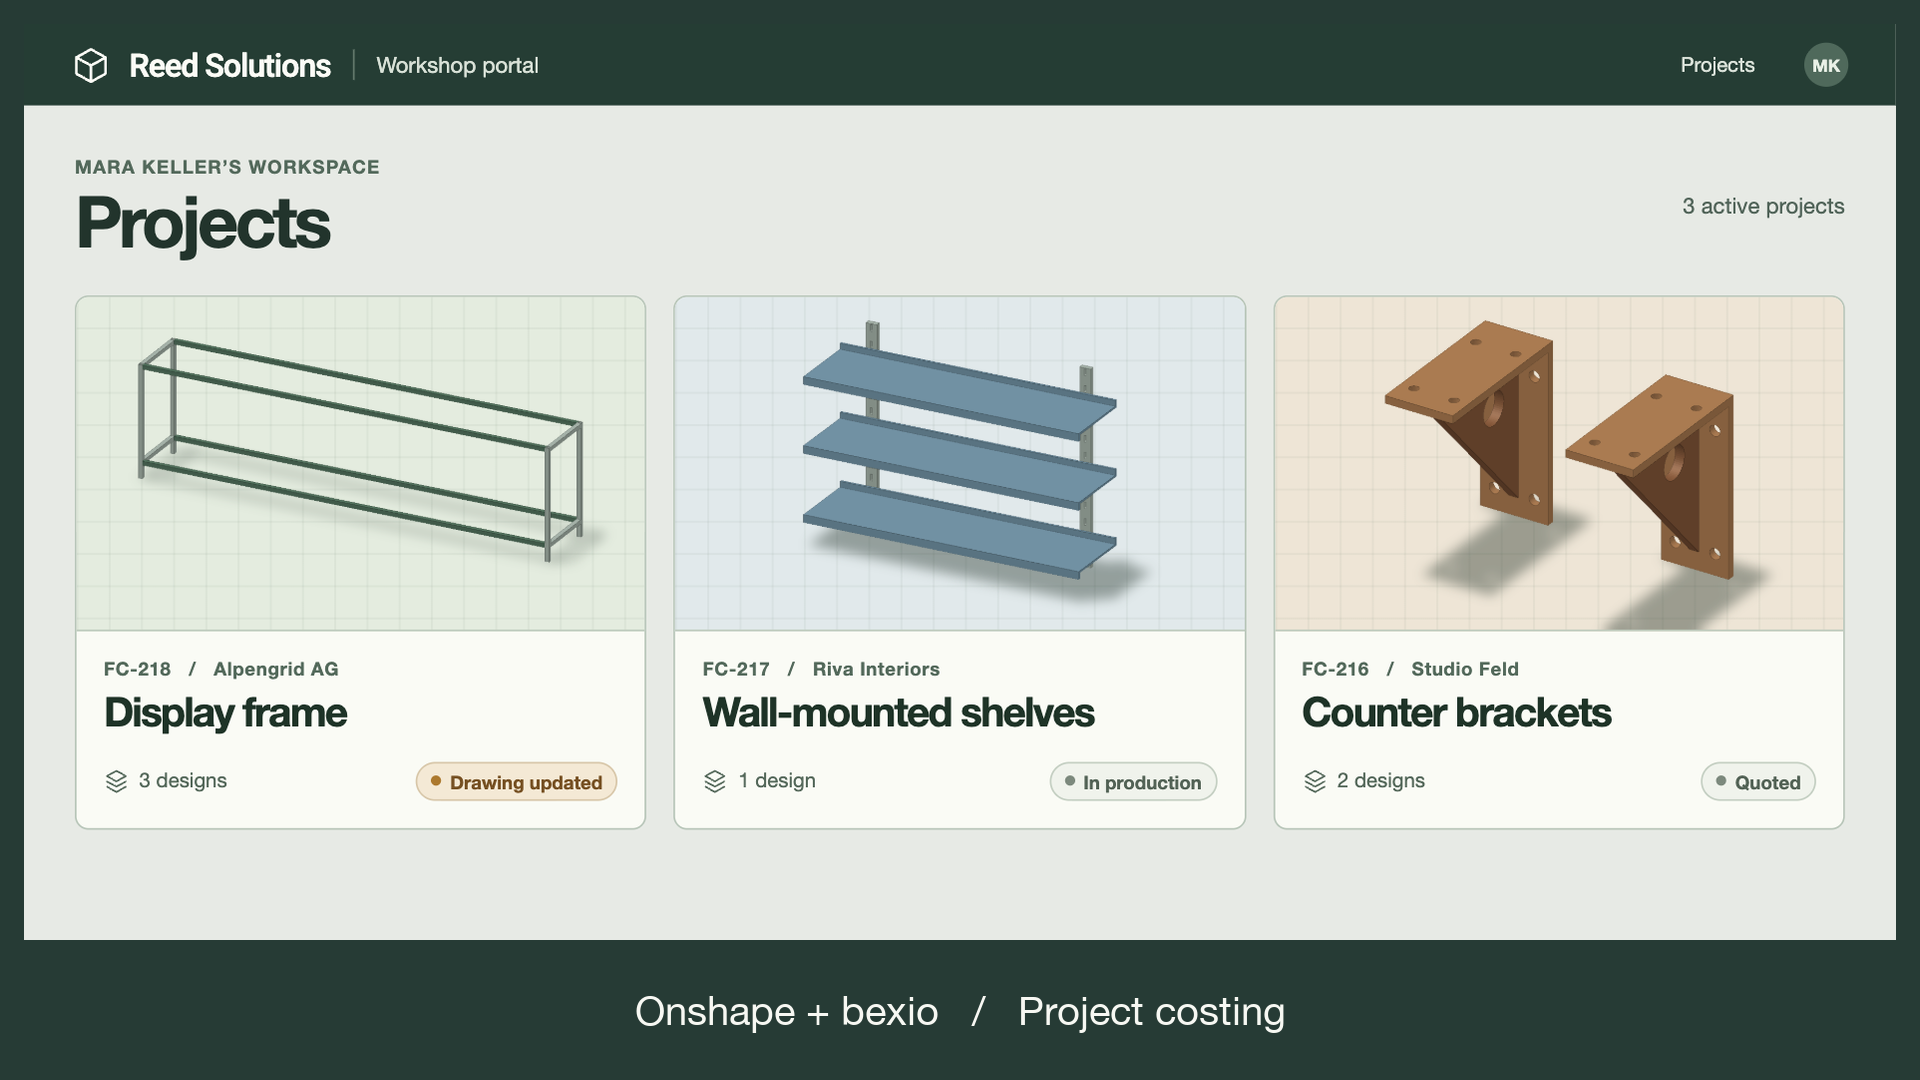 Reed Solutions
Workshop portal
Projects
MK
MARA KELLER’S WORKSPACE
Projects
3 active projects
FC-218 / Alpengrid AG
Display frame
3 designs
Drawing updated
FC-217 / Riva Interiors
Wall-mounted shelves
1 design
In production
FC-216 / Studio Feld
Counter brackets
2 designs
Quoted
Onshape + bexio / Project costing